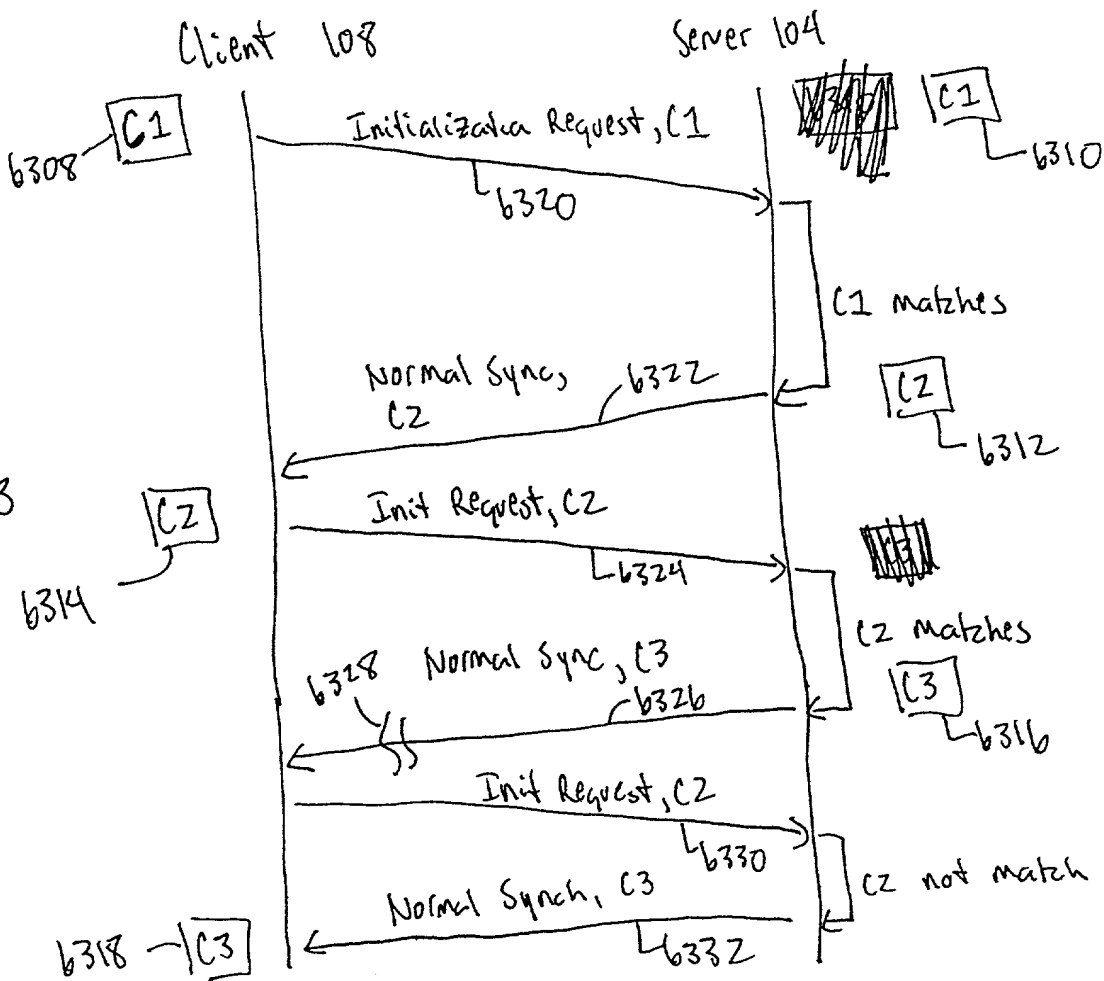 Client 108
Server 104
C1
6308
Initialization Request, C1
6320
C1
6310
C1 matches
Normal Sync,
C2
6322
C2
6312
3
C2
6314
Init Request, C2
6324
C2 matches
6328
Normal Sync, C3
6326
C3
6316
Init Request, C2
6330
C2 not match
Normal Synch, C3
6332
6318
C3